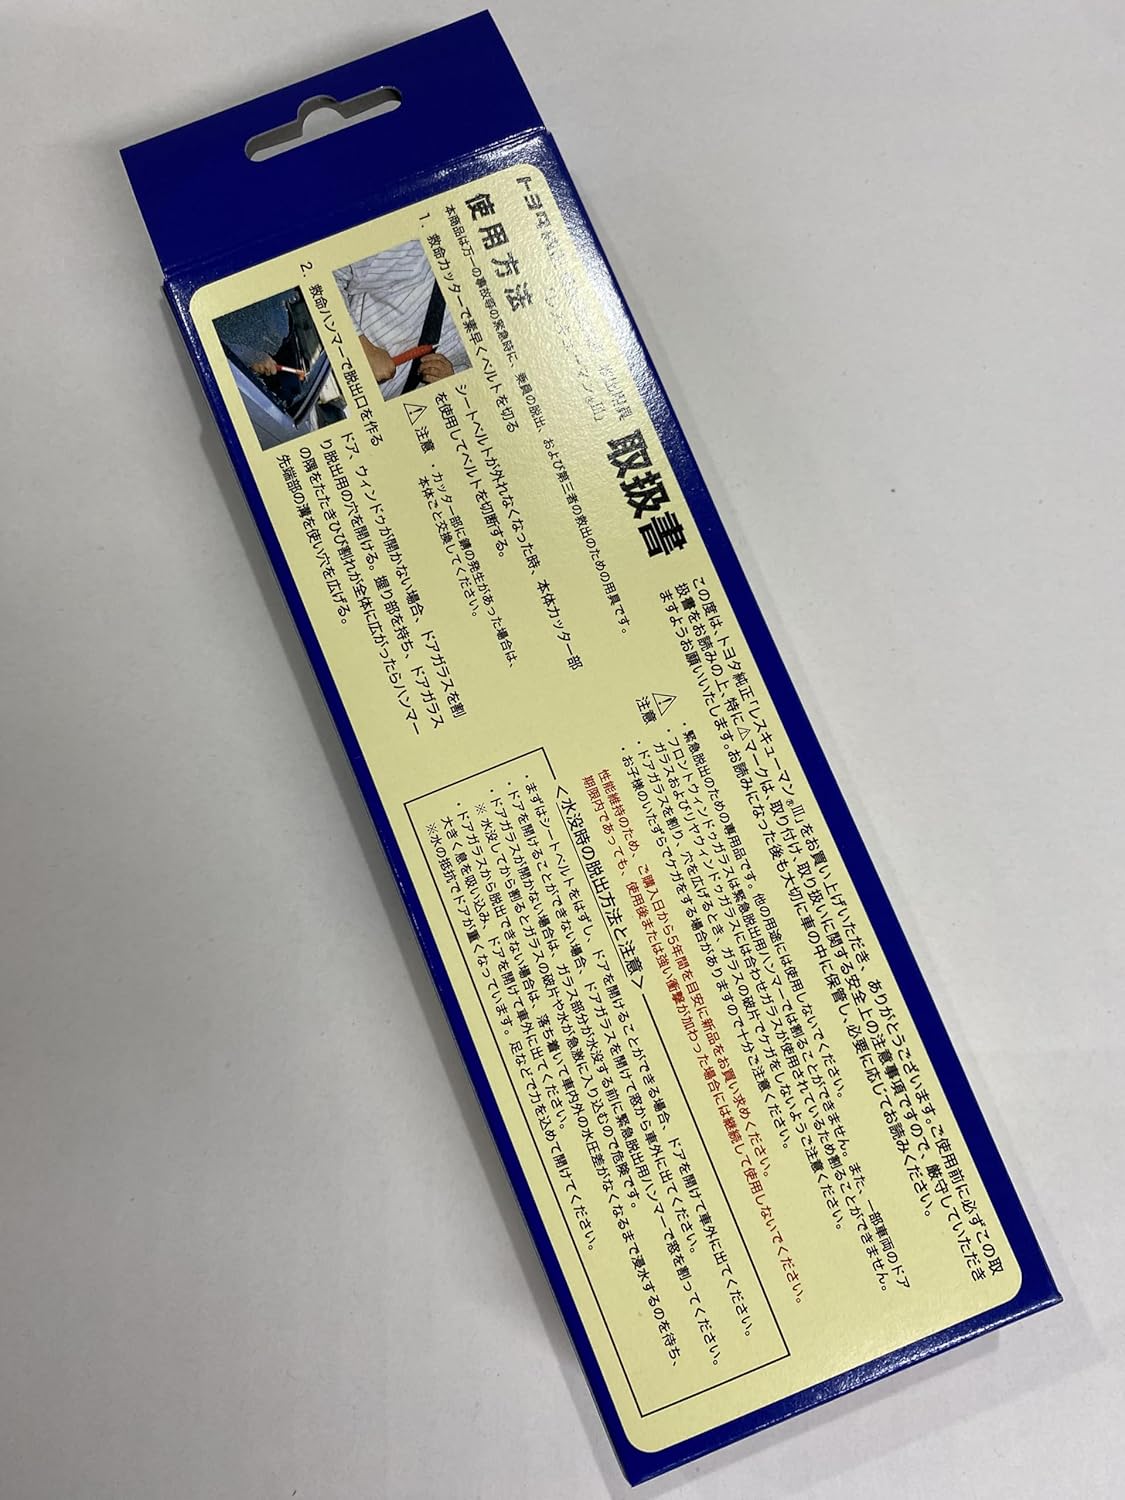 トヨタ純正
「レスキューマン®Ⅲ」
取扱書
この度は、トヨタ純正「レスキューマン®Ⅲ」をお買い上げいただき、ありがとうございます。ご使用前に必ずこの取
扱書をお読みの上、特に⚠マークは、取り付け、取り扱いに関する安全上の注意事項ですので、厳守していただき
ますようお願いいたします。お読みになった後も大切に車の中に保管し、必要に応じてお読みください。
使用方法
本商品は万一の事故等の緊急時に、乗員の脱出、および第三者の救出のための用具です。
1. 救命カッターで素早くベルトを切る
シートベルトが外れなくなった時、本体カッター部
を使用してベルトを切断する。
⚠注意 ・カッター部に錆の発生があった場合は、
本体ごと交換してください。
2. 救命ハンマーで脱出口を作る
ドア、ウィンドゥが開かない場合、ドアガラスを割
り脱出用の穴を開ける。握り部を持ち、ドアガラス
の隅をたたきひび割れが全体に広がったらハンマー
先端部の溝を使い穴を広げる。
⚠注意
・緊急脱出のための専用品です。他の用途には使用しないでください。
・フロントウィンドゥガラスは緊急脱出用ハンマーでは割ることができません。また、一部車両のドア
ガラスおよびリヤウィンドゥガラスには合わせガラスが使用されているため割ることができません。
・ドアガラスを割り、穴を広げるとき、ガラスの破片でケガをしないようご注意ください。
・お子様のいたずらでケガをする場合がありますので十分ご注意ください。
性能維持のため、ご購入日から5年間を目安に新品をお買い求めください。
期限内であっても、使用後または強い衝撃が加わった場合には継続して使用しないでください。
<水没時の脱出方法と注意>
・まずはシートベルトをはずし、ドアを開けることができる場合、ドアを開けて車外に出てください。
・ドアを開けることができない場合、ドアガラスを開けて窓から車外に出てください。
・ドアガラスが開かない場合は、ガラス部分が水没する前に緊急脱出用ハンマーで窓を割ってください。
※水没してから割るとガラスの破片や水が急激に入り込むので危険です。
・ドアガラスから脱出できない場合は、落ち着いて車内外の水圧差がなくなるまで浸水するのを待ち、
大きく息を吸い込み、ドアを開けて車外に出てください。
※水の抵抗でドアが重くなっています。足などで力を込めて開けてください。